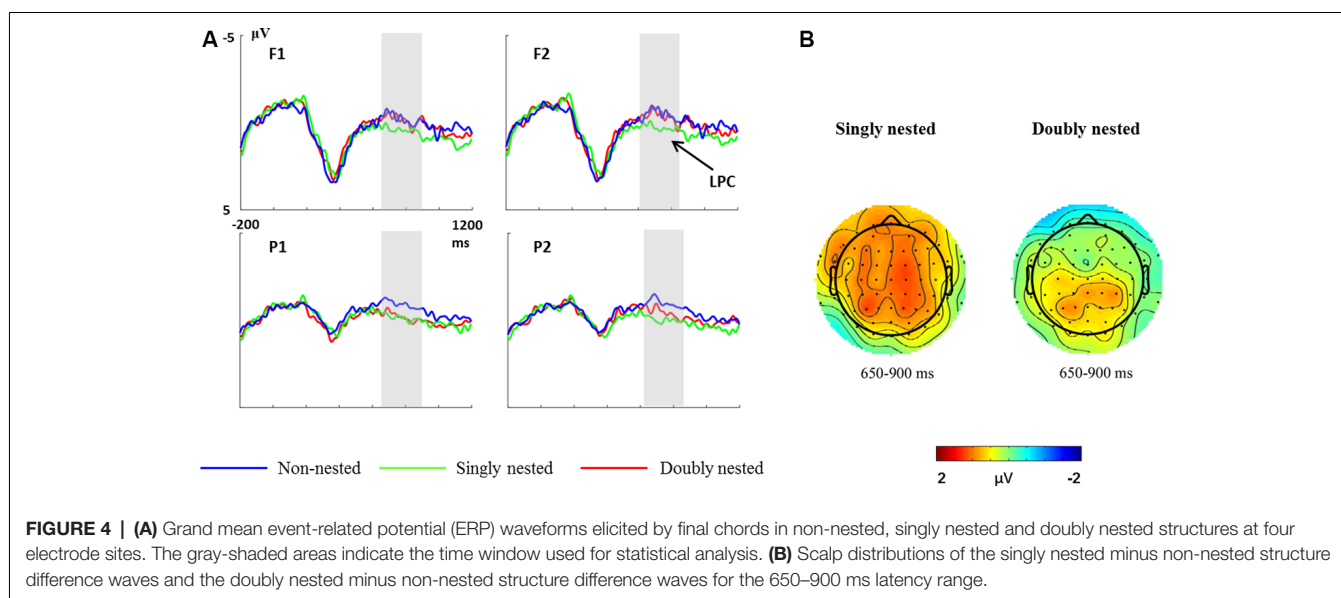 A
µV
-5
F1
F2
B
Singly nested
Doubly nested
LPC
5
-200
1200
ms
P1
P2
650-900 ms
650-900 ms
Non-nested
Singly nested
Doubly nested
2
µV
-2
FIGURE 4 | (A) Grand mean event-related potential (ERP) waveforms elicited by final chords in non-nested, singly nested and doubly nested structures at four
electrode sites. The gray-shaded areas indicate the time window used for statistical analysis. (B) Scalp distributions of the singly nested minus non-nested structure
difference waves and the doubly nested minus non-nested structure difference waves for the 650–900 ms latency range.